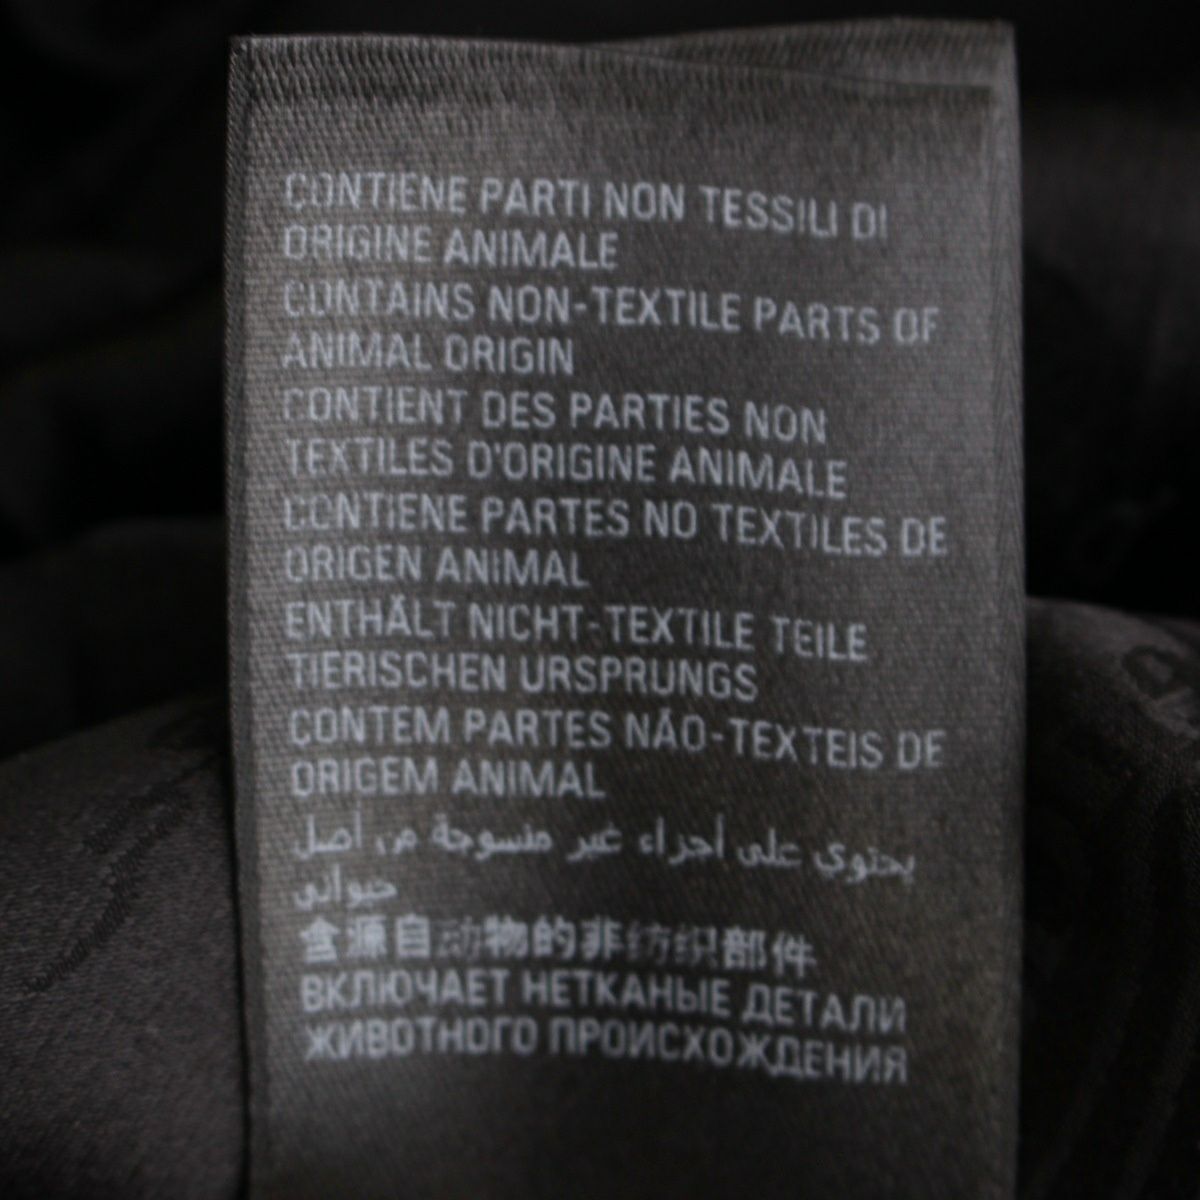 CONTIENE PARTI NON TESSILI DI
ORIGINE ANIMALE
CONTAINS NON-TEXTILE PARTS OF
ANIMAL ORIGIN
CONTIENT DES PARTIES NON
TEXTILES D'ORIGINE ANIMALE
CONTIENE PARTES NO TEXTILES DE
ORIGEN ANIMAL
ENTHÄLT NICHT-TEXTILE TEILE
TIERISCHEN URSPRUNGS
CONTEM PARTES NÃO-TEXTEIS DE
ORIGEM ANIMAL
يحتوي على أجزاء غير منسوجة من أصل
حيواني
含源自动物的非纺织部件
ВКЛЮЧАЕТ НЕТКАНЫЕ ДЕТАЛИ
ЖИВОТНОГО ПРОИСХОЖДЕНИЯ